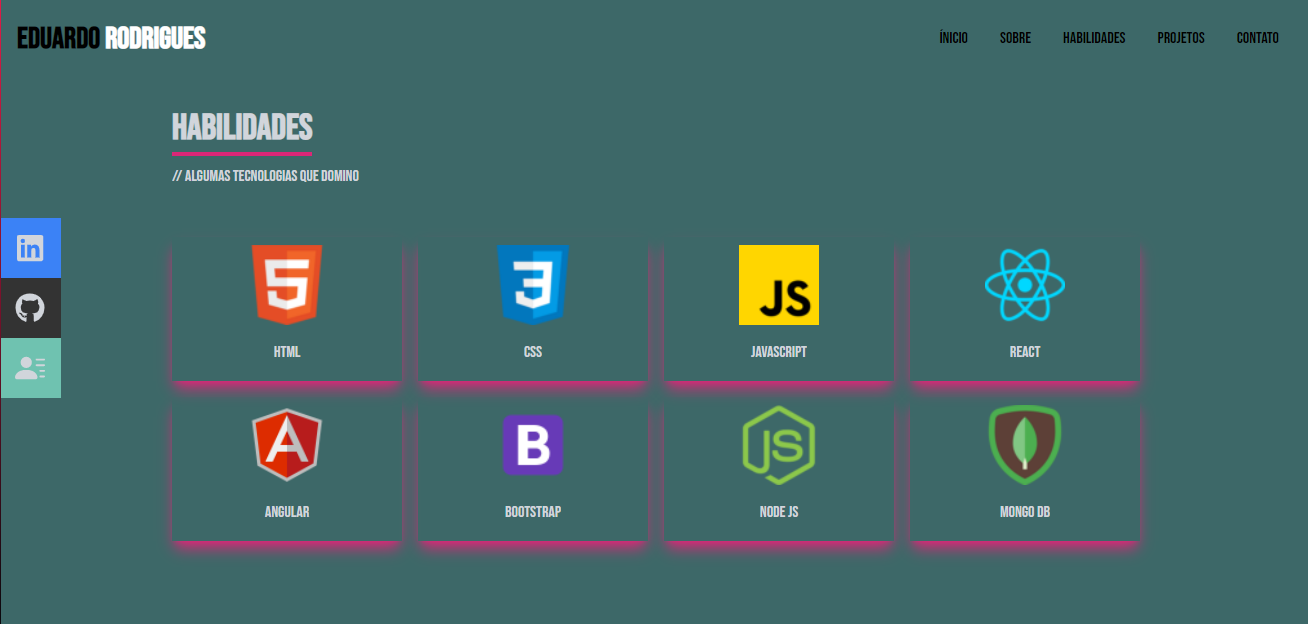 EDUARDO RODRIGUES
ÍNICIO SOBRE HABILIDADES PROJETOS CONTATO
HABILIDADES
// ALGUMAS TECNOLOGIAS QUE DOMINO
in
5 3 JS
HTML CSS JAVASCRIPT REACT
A B JS
ANGULAR BOOTSTRAP NODE JS MONGO DB